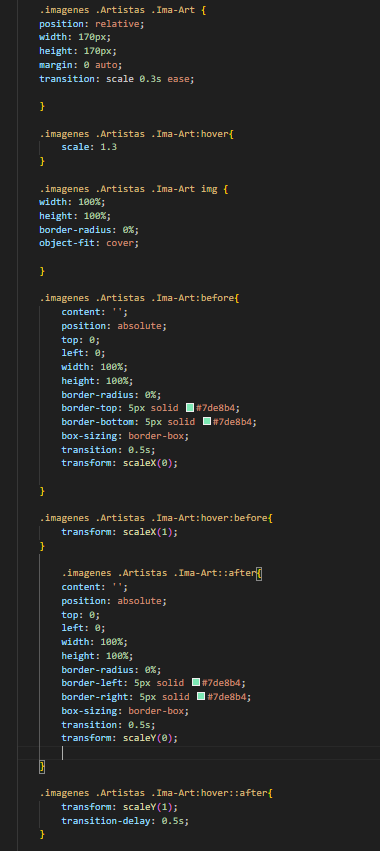 .imagenes .Artistas .Ima-Art {
position: relative;
width: 170px;
height: 170px;
margin: 0 auto;
transition: scale 0.3s ease;
}
.imagenes .Artistas .Ima-Art:hover{
scale: 1.3
}
.imagenes .Artistas .Ima-Art img {
width: 100%;
height: 100%;
border-radius: 0%;
object-fit: cover;
}
.imagenes .Artistas .Ima-Art:before{
content: '';
position: absolute;
top: 0;
left: 0;
width: 100%;
height: 100%;
border-radius: 0%;
border-top: 5px solid #7de8b4;
border-bottom: 5px solid #7de8b4;
box-sizing: border-box;
transition: 0.5s;
transform: scaleX(0);
}
.imagenes .Artistas .Ima-Art:hover:before{
transform: scaleX(1);
}
.imagenes .Artistas .Ima-Art::after{
content: '';
position: absolute;
top: 0;
left: 0;
width: 100%;
height: 100%;
border-radius: 0%;
border-left: 5px solid #7de8b4;
border-right: 5px solid #7de8b4;
box-sizing: border-box;
transition: 0.5s;
transform: scaleY(0);
}
.imagenes .Artistas .Ima-Art:hover::after{
transform: scaleY(1);
transition-delay: 0.5s;
}